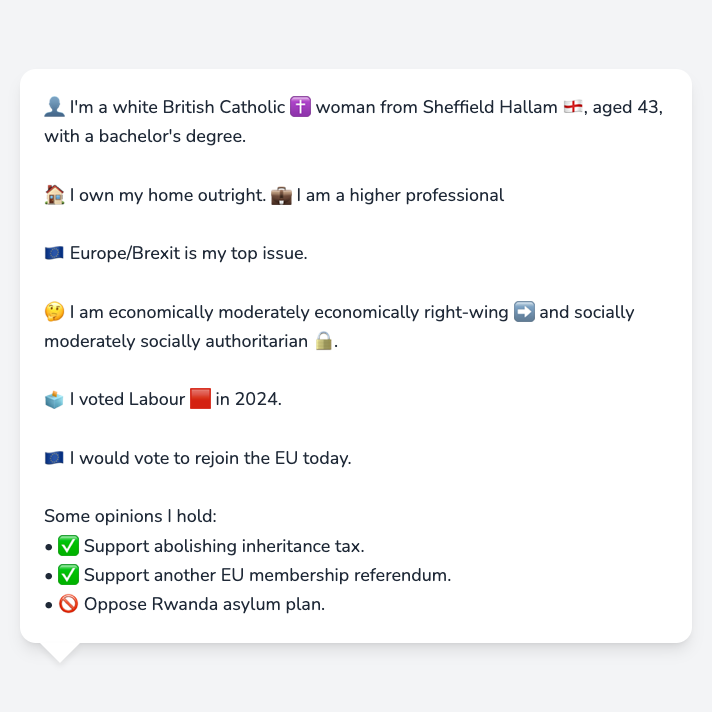 👤 I'm a white British Catholic ✝️ woman from Sheffield Hallam 🏴󠁧󠁢󠁥󠁮󠁧󠁿, aged 43,
with a bachelor's degree.
🏠 I own my home outright. 💼 I am a higher professional
🇪🇺 Europe/Brexit is my top issue.
🤔 I am economically moderately economically right-wing ➡️ and socially
moderately socially authoritarian 🔒.
🗳️ I voted Labour 🟥 in 2024.
🇪🇺 I would vote to rejoin the EU today.
Some opinions I hold:
• ✅ Support abolishing inheritance tax.
• ✅ Support another EU membership referendum.
• 🚫 Oppose Rwanda asylum plan.